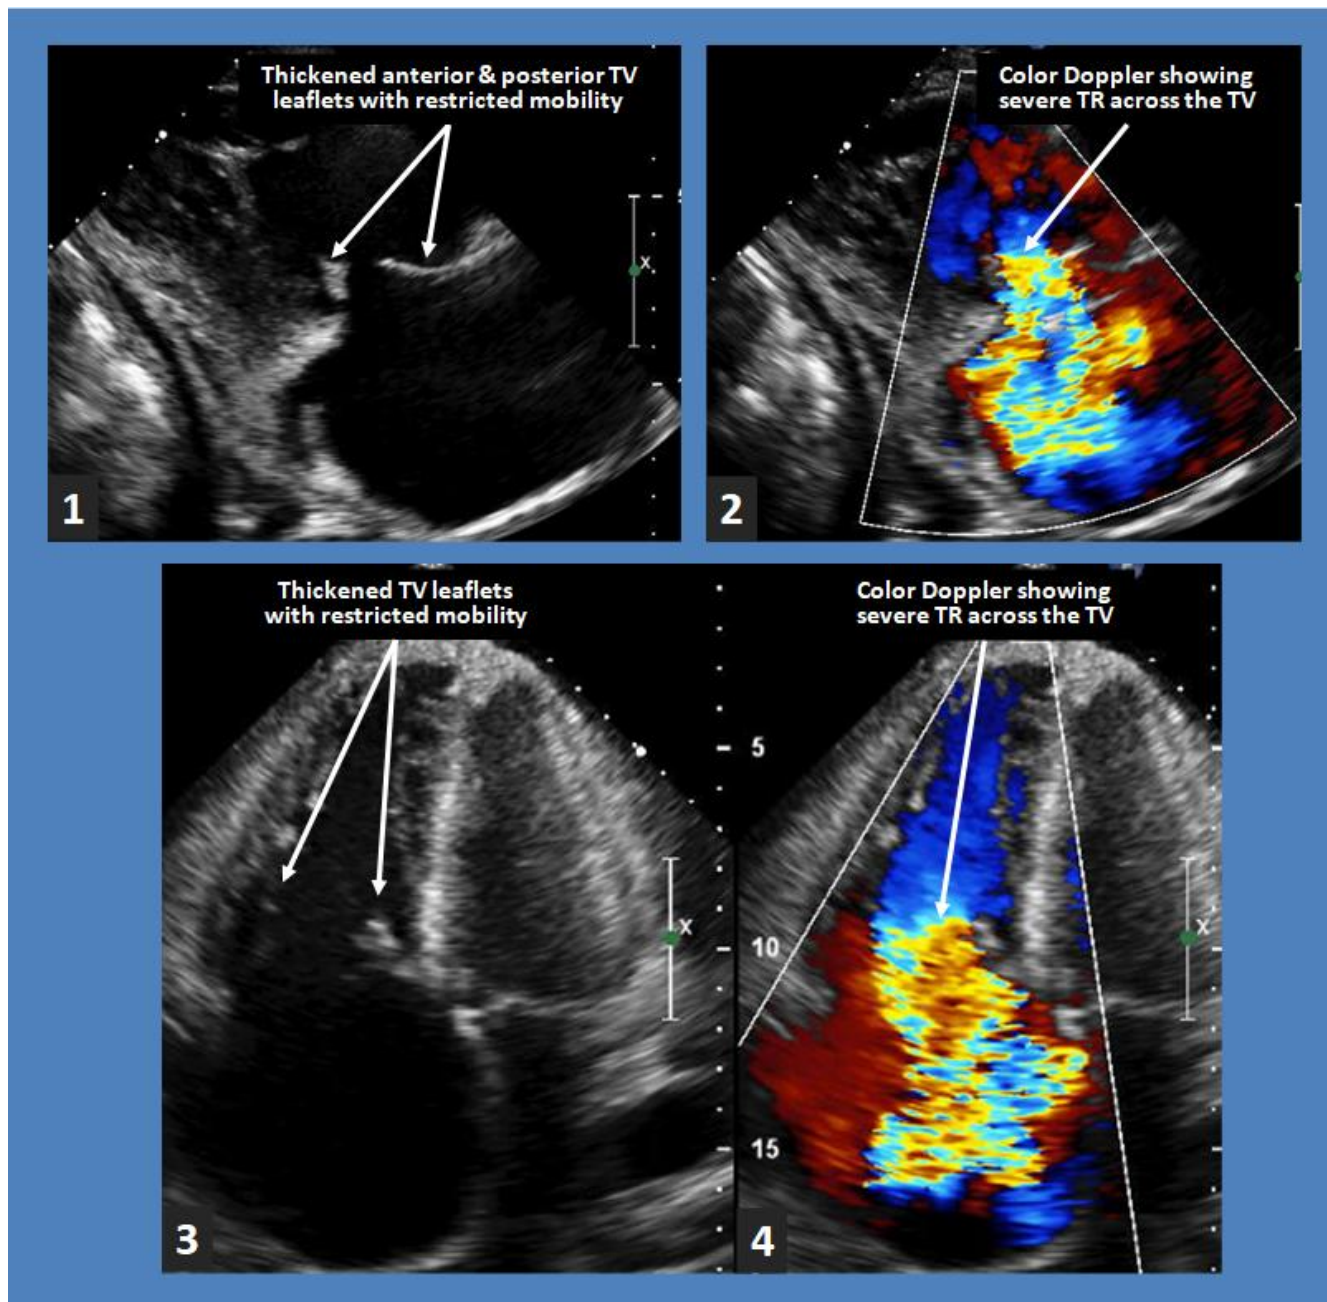 Thickened anterior & posterior TV
leaflets with restricted mobility
Color Doppler showing
severe TR across the TV
X
1
2
Thickened TV leaflets
with restricted mobility
Color Doppler showing
severe TR across the TV
5
X
10
X
15
3
4